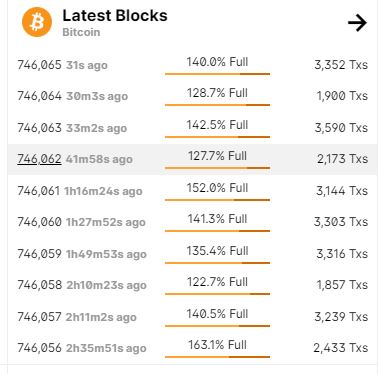 Latest Blocks
Bitcoin
746,065 31s ago 140.0% Full 3,352 Txs
746,064 30m3s ago 128.7% Full 1,900 Txs
746,063 33m2s ago 142.5% Full 3,590 Txs
746,062 41m58s ago 127.7% Full 2,173 Txs
746,061 1h16m24s ago 152.0% Full 3,144 Txs
746,060 1h27m52s ago 141.3% Full 3,303 Txs
746,059 1h49m53s ago 135.4% Full 3,316 Txs
746,058 2h10m23s ago 122.7% Full 1,857 Txs
746,057 2h11m2s ago 140.5% Full 3,239 Txs
746,056 2h35m51s ago 163.1% Full 2,433 Txs